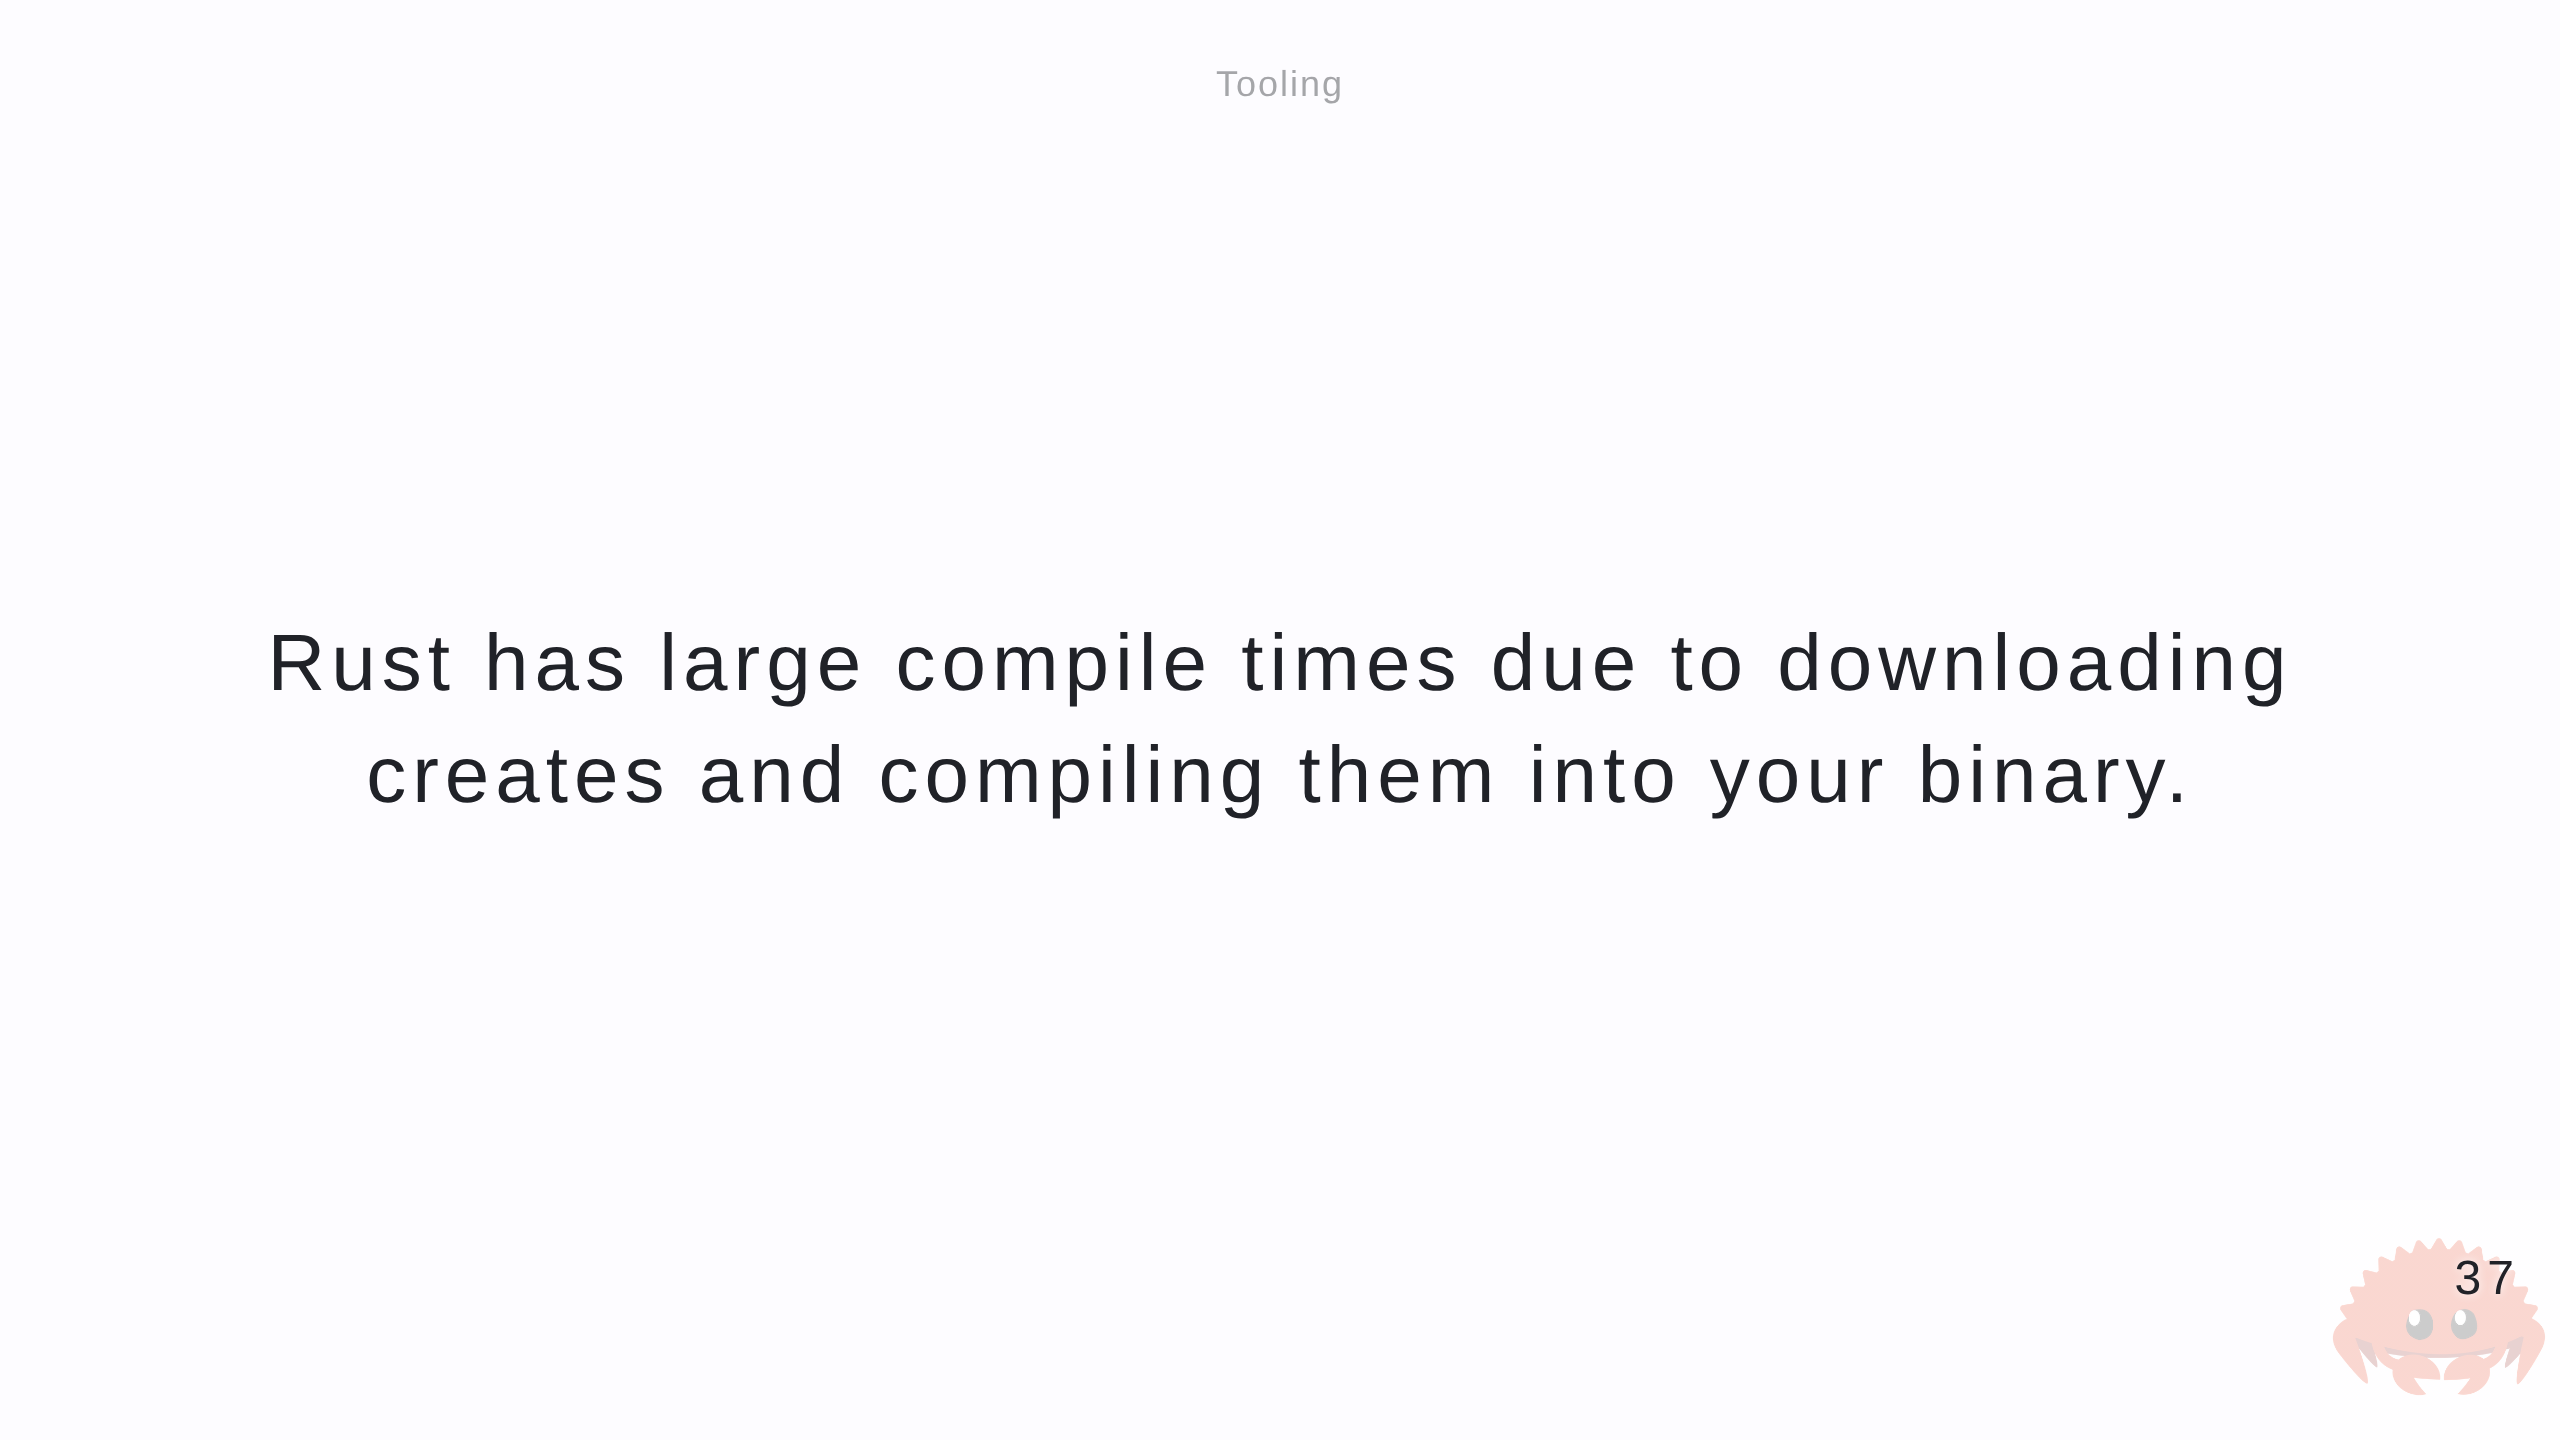 Tooling
Rust has large compile times due to downloading
creates and compiling them into your binary.
37